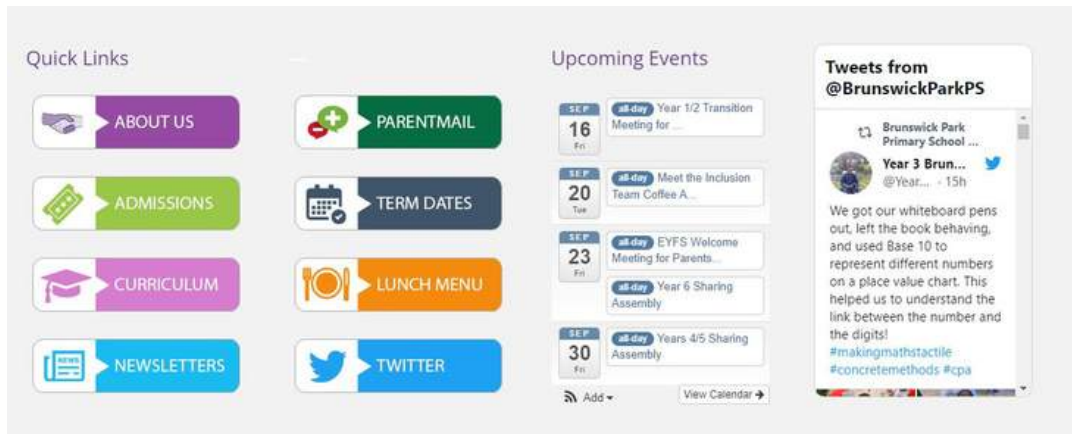 Quick Links
ABOUT US
PARENTMAIL
ADMISSIONS
TERM DATES
CURRICULUM
LUNCH MENU
NEWS
NEWSLETTERS
TWITTER
Upcoming Events
SEP
16
Fri
all-day Year 1/2 Transition
Meeting for ...
SEP
20
Tue
all-day Meet the Inclusion
Team Coffee A...
SEP
23
Fri
all-day EYFS Welcome
Meeting for Parents...
all-day Year 6 Sharing
Assembly
SEP
30
Fri
all-day Years 4/5 Sharing
Assembly
Add
View Calendar
Tweets from
@BrunswickParkPS
Brunswick Park
Primary School ...
Year 3 Brun...
@Year... · 15h
We got our whiteboard pens
out, left the book behaving,
and used Base 10 to
represent different numbers
on a place value chart. This
helped us to understand the
link between the number and
the digits!
#makingmathstactile
#concretemethods #cpa